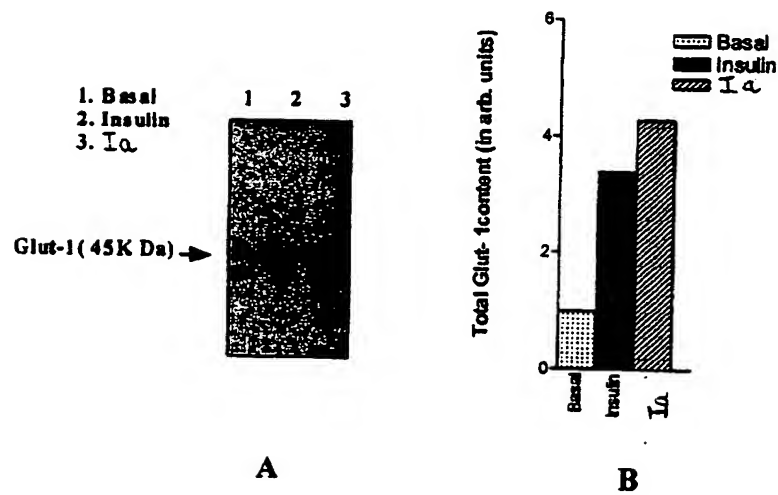 1. Basal
2. Insulin
3. Ia
1 2 3
Glut-1( 45K Da)
A
6
4
2
0
Total Glut-1content (in arb. units)
Basal
Insulin
Ia
Basal
Insulin
Ia
B